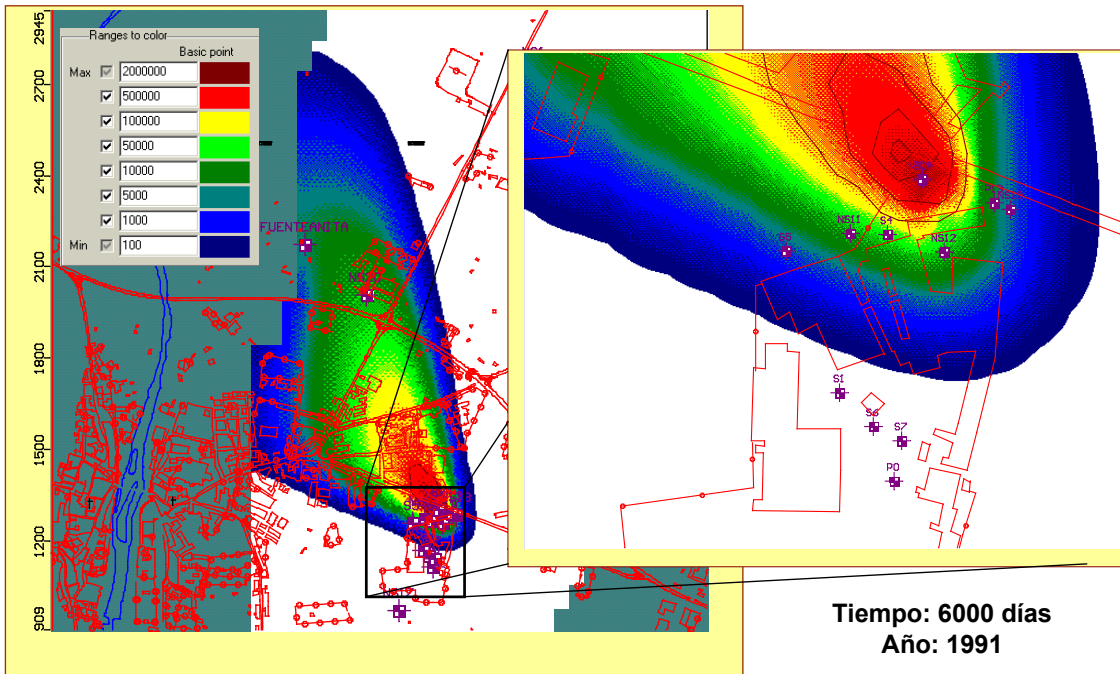 2945
2700
2400
2100
1800
1500
1200
909
Ranges to color
Basic point
Max 2000000
500000
100000
50000
10000
5000
1000
Min 100
FUENTEANITA
NS11
S4
NS12
S1
S6
S7
P0
Tiempo: 6000 días
Año: 1991